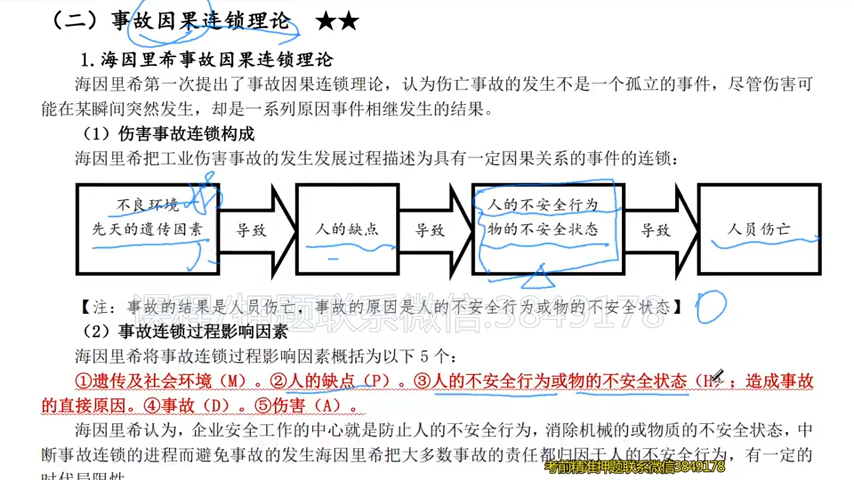 （二）事故因果连锁理论 ★★
1.海因里希事故因果连锁理论
海因里希第一次提出了事故因果连锁理论，认为伤亡事故的发生不是一个孤立的事件，尽管伤害可
能在某瞬间突然发生，却是一系列原因事件相继发生的结果。
（1）伤害事故连锁构成
海因里希把工业伤害事故的发生发展过程描述为具有一定因果关系的事件的连锁：
不良环境
先天的遗传因素
导致
人的缺点
导致
人的不安全行为
物的不安全状态
导致
人员伤亡
【注：事故的结果是人员伤亡，事故的原因是人的不安全行为或物的不安全状态】
课程/押题联系微信:3849178
（2）事故连锁过程影响因素
海因里希将事故连锁过程影响因素概括为以下 5 个：
①遗传及社会环境（M）。②人的缺点（P）。③人的不安全行为或物的不安全状态（H）；造成事故
的直接原因。④事故（D）。⑤伤害（A）。
海因里希认为，企业安全工作的中心就是防止人的不安全行为，消除机械的或物质的不安全状态，中
断事故连锁的进程而避免事故的发生海因里希把大多数事故的责任都归因于人的不安全行为，有一定的
时代局限性
考前精准押题联系微信3849178